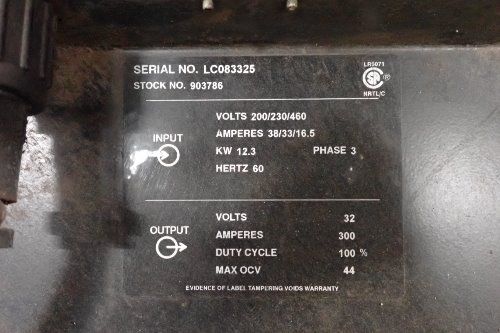 SERIAL NO. LC083325
STOCK NO. 903786
LR5071
NRTL/C
VOLTS 200/230/460
INPUT
AMPERES 38/33/16.5
KW 12.3 PHASE 3
HERTZ 60
OUTPUT
VOLTS 32
AMPERES 300
DUTY CYCLE 100 %
MAX OCV 44
EVIDENCE OF LABEL TAMPERING VOIDS WARRANTY